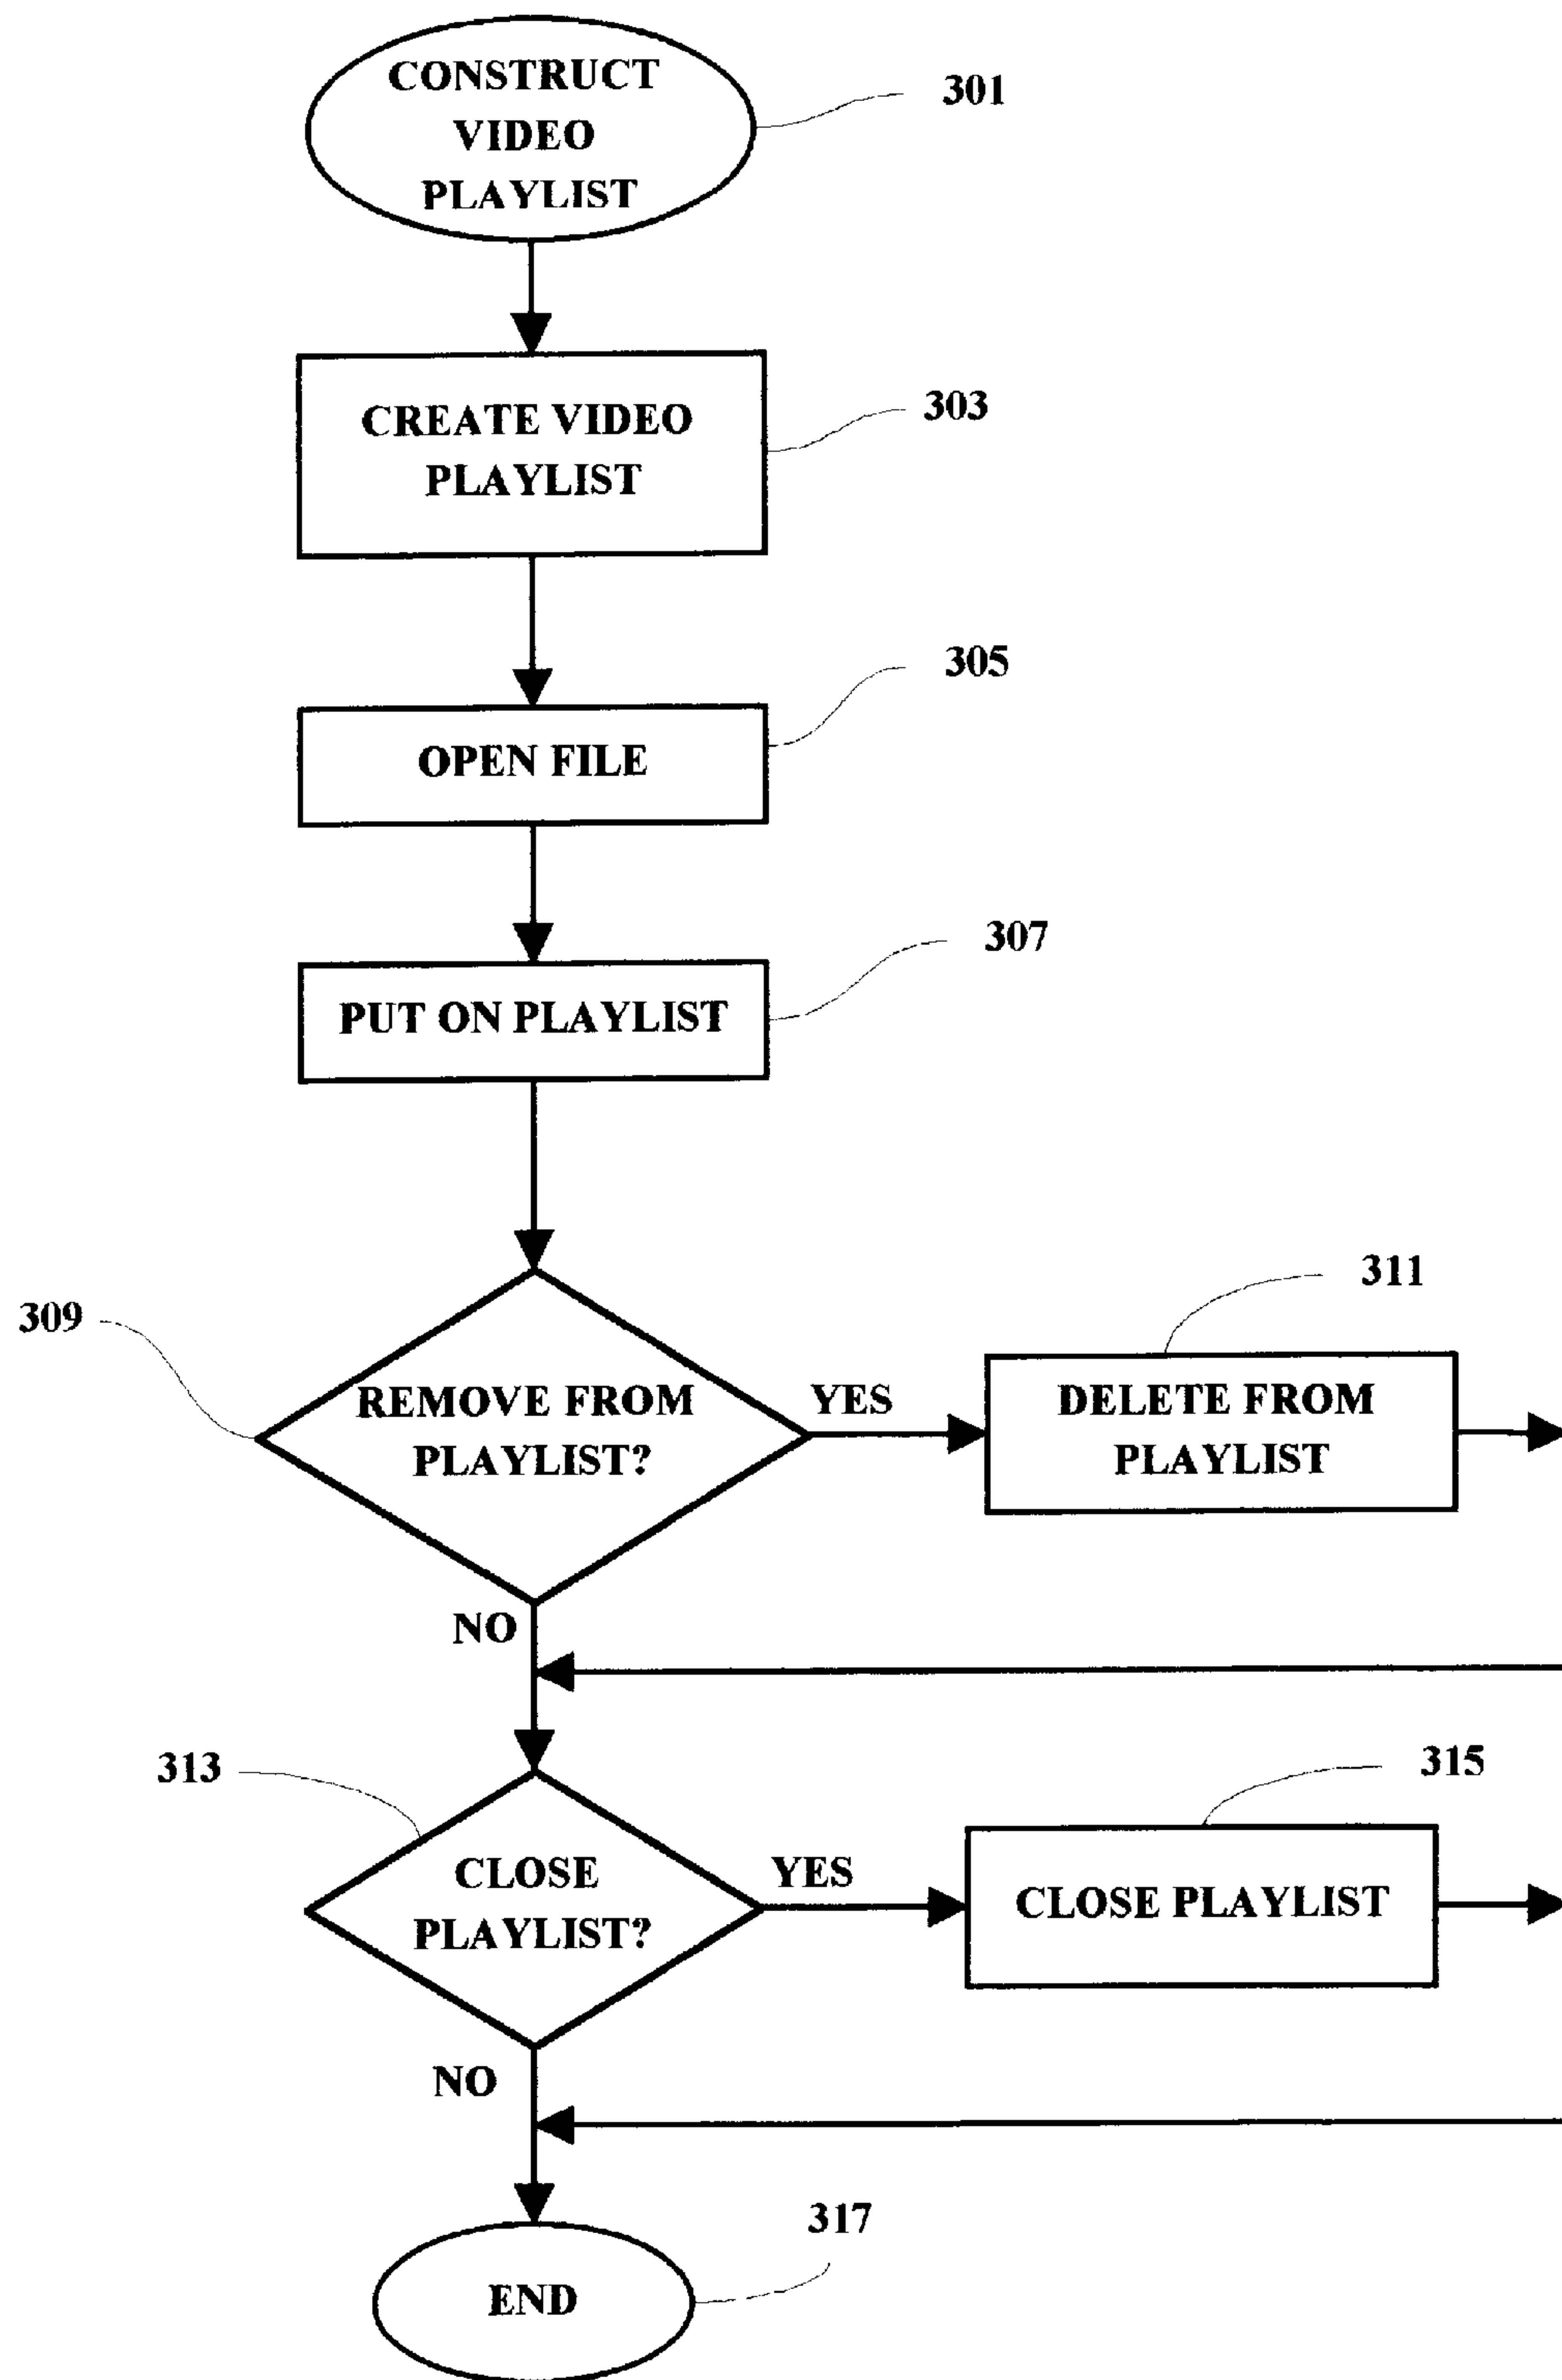 CONSTRUCT
VIDEO
PLAYLIST
301
CREATE VIDEO
PLAYLIST
303
305
OPEN FILE
307
PUT ON PLAYLIST
309
REMOVE FROM
PLAYLIST?
YES
311
DELETE FROM
PLAYLIST
NO
313
CLOSE
PLAYLIST?
YES
315
CLOSE PLAYLIST
NO
317
END